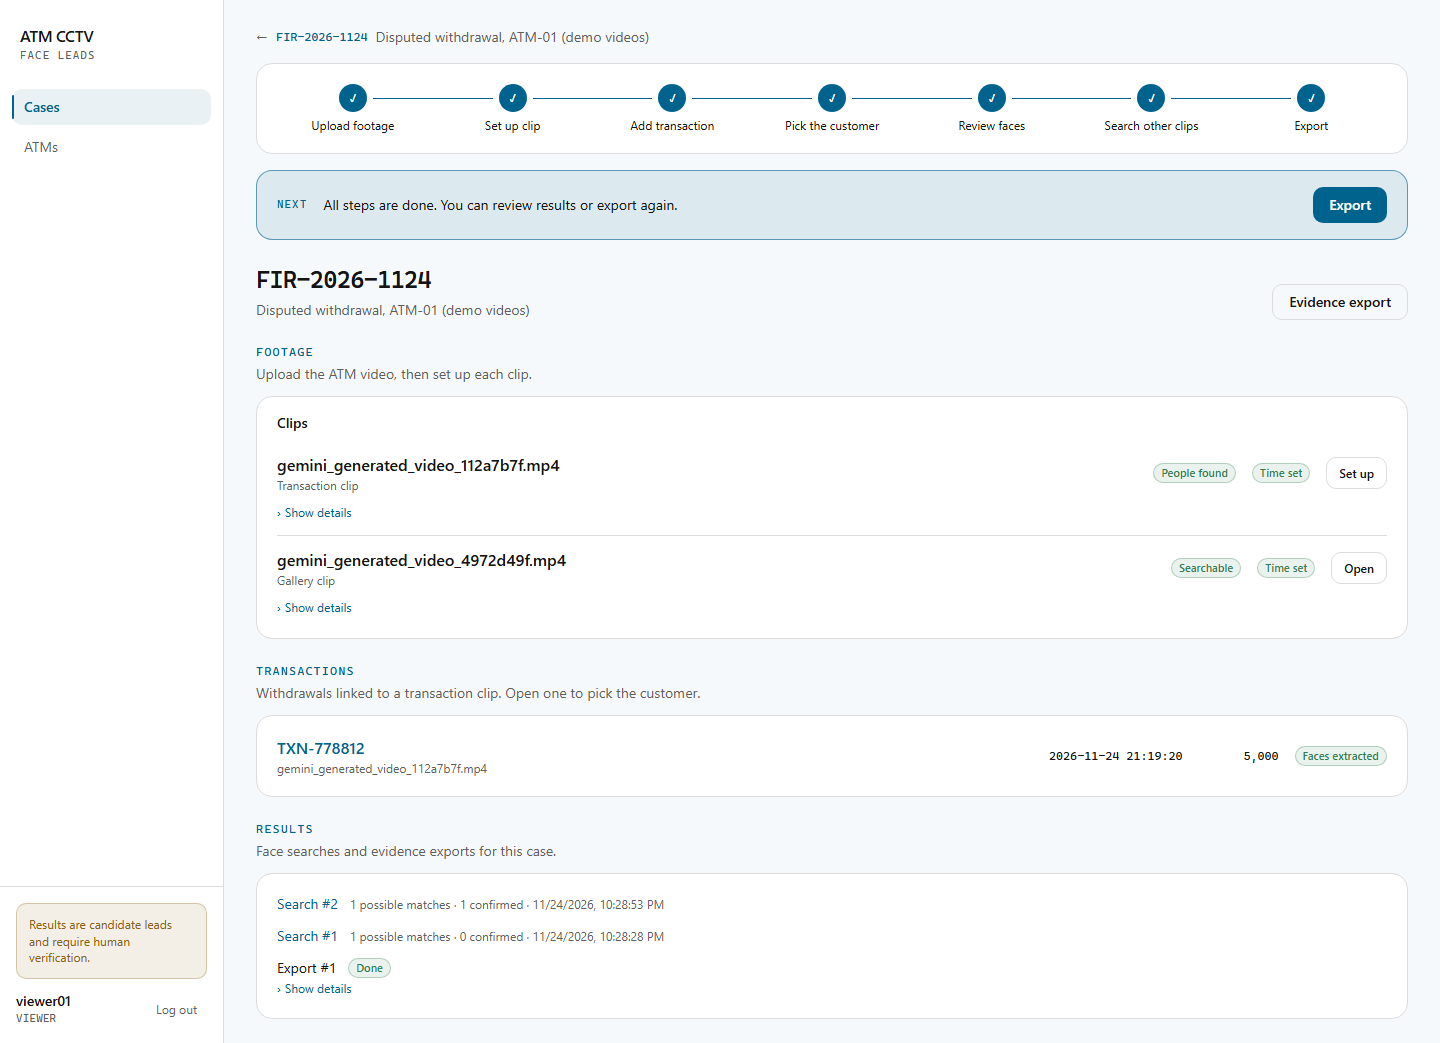 ATM CCTV
FACE LEADS
Cases
ATMs
Results are candidate leads
and require human
verification.
viewer01
VIEWER
Log out
← FIR-2026-1124 Disputed withdrawal, ATM-01 (demo videos)
✓ ✓ ✓ ✓ ✓ ✓ ✓
Upload footage Set up clip Add transaction Pick the customer Review faces Search other clips Export
NEXT All steps are done. You can review results or export again. Export
FIR-2026-1124
Disputed withdrawal, ATM-01 (demo videos)
Evidence export
FOOTAGE
Upload the ATM video, then set up each clip.
Clips
gemini_generated_video_112a7b7f.mp4
Transaction clip
People found Time set Set up
› Show details
gemini_generated_video_4972d49f.mp4
Gallery clip
Searchable Time set Open
› Show details
TRANSACTIONS
Withdrawals linked to a transaction clip. Open one to pick the customer.
TXN-778812
gemini_generated_video_112a7b7f.mp4
2026-11-24 21:19:20 5,000 Faces extracted
RESULTS
Face searches and evidence exports for this case.
Search #2 1 possible matches · 1 confirmed · 11/24/2026, 10:28:53 PM
Search #1 1 possible matches · 0 confirmed · 11/24/2026, 10:28:28 PM
Export #1 Done
› Show details